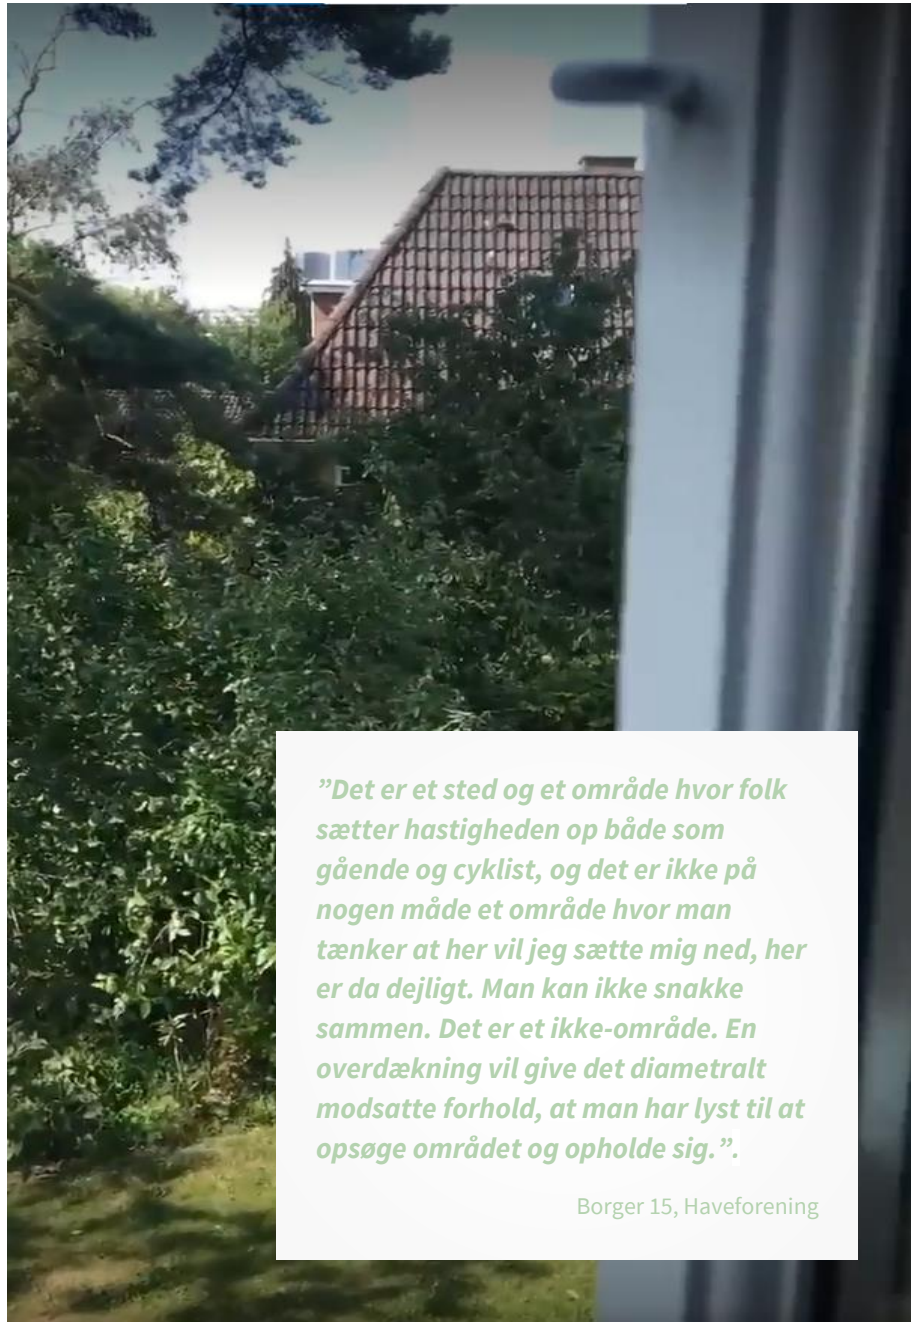 ”Det er et sted og et område hvor folk
sætter hastigheden op både som
gående og cyklist, og det er ikke på
nogen måde et område hvor man
tænker at her vil jeg sætte mig ned, her
er da dejligt. Man kan ikke snakke
sammen. Det er et ikke-område. En
overdækning vil give det diametralt
modsatte forhold, at man har lyst til at
opsøge området og opholde sig.”.
Borger 15, Haveforening